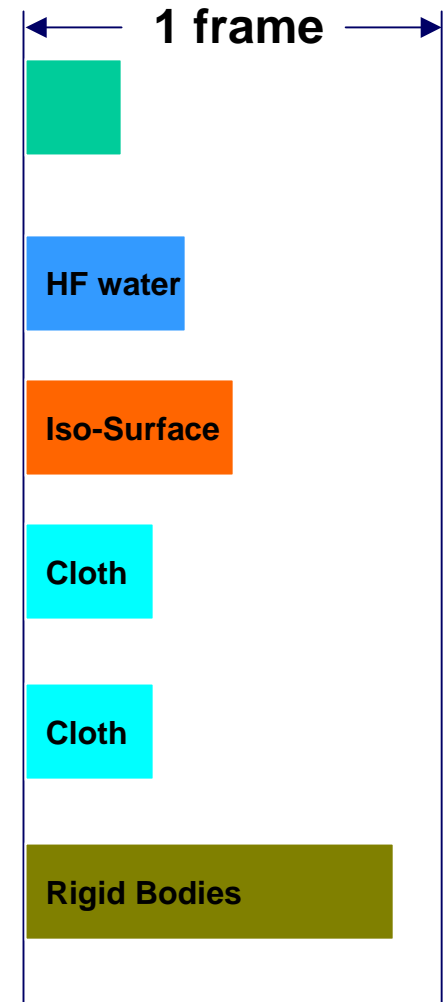 1 frame
HF water
Iso-Surface
Cloth
Cloth
Rigid Bodies